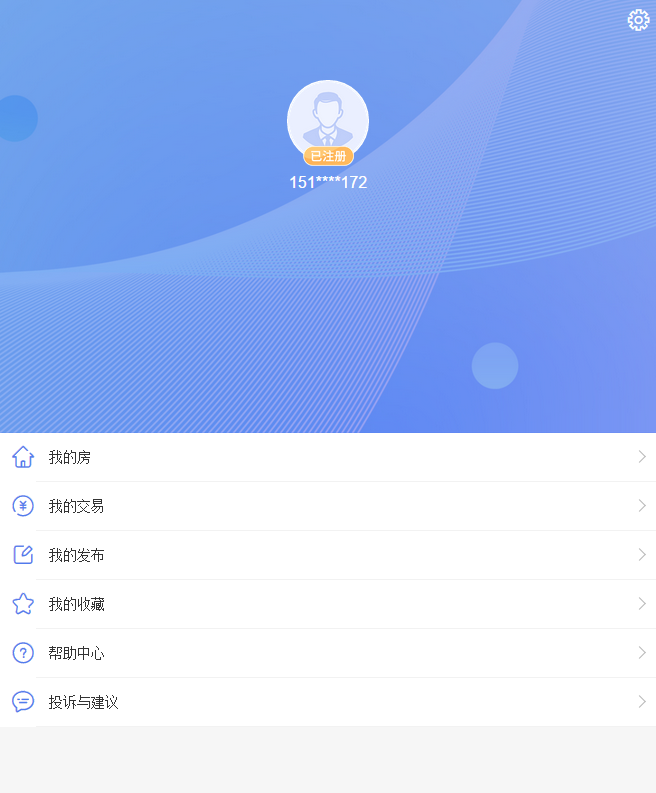 已注册
151****172
我的房
我的交易
我的发布
我的收藏
帮助中心
投诉与建议